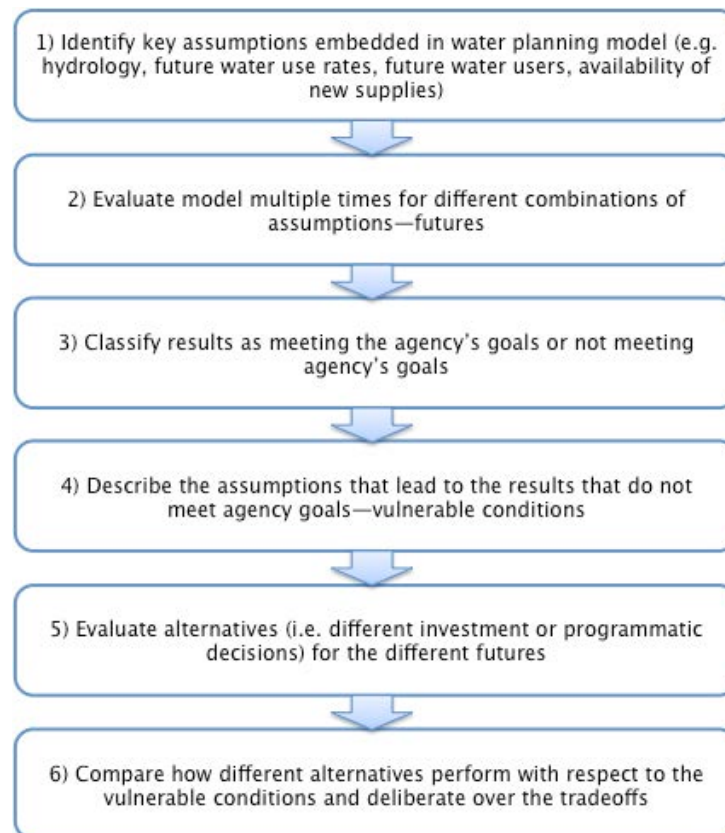 1) Identify key assumptions embedded in water planning model (e.g.
hydrology, future water use rates, future water users, availability of
new supplies)
2) Evaluate model multiple times for different combinations of
assumptions—futures
3) Classify results as meeting the agency's goals or not meeting
agency's goals
4) Describe the assumptions that lead to the results that do not
meet agency goals—vulnerable conditions
5) Evaluate alternatives (i.e. different investment or programmatic
decisions) for the different futures
6) Compare how different alternatives perform with respect to the
vulnerable conditions and deliberate over the tradeoffs